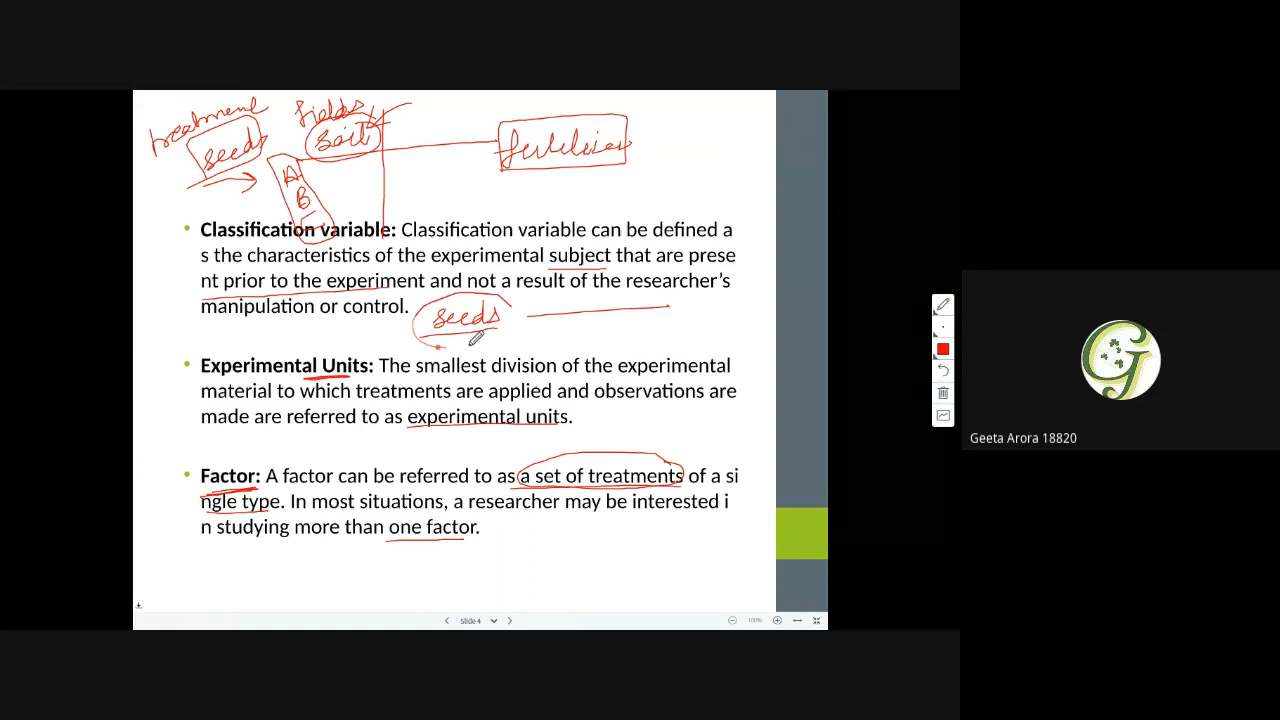 treatment
fields
seeds
soil
fertilizer
A
B
C
• Classification variable: Classification variable can be defined a
s the characteristics of the experimental subject that are prese
nt prior to the experiment and not a result of the researcher’s
manipulation or control.
seeds
• Experimental Units: The smallest division of the experimental
material to which treatments are applied and observations are
made are referred to as experimental units.
• Factor: A factor can be referred to as a set of treatments of a si
ngle type. In most situations, a researcher may be interested i
n studying more than one factor.
Slide 4
100%
G
Geeta Arora 18820